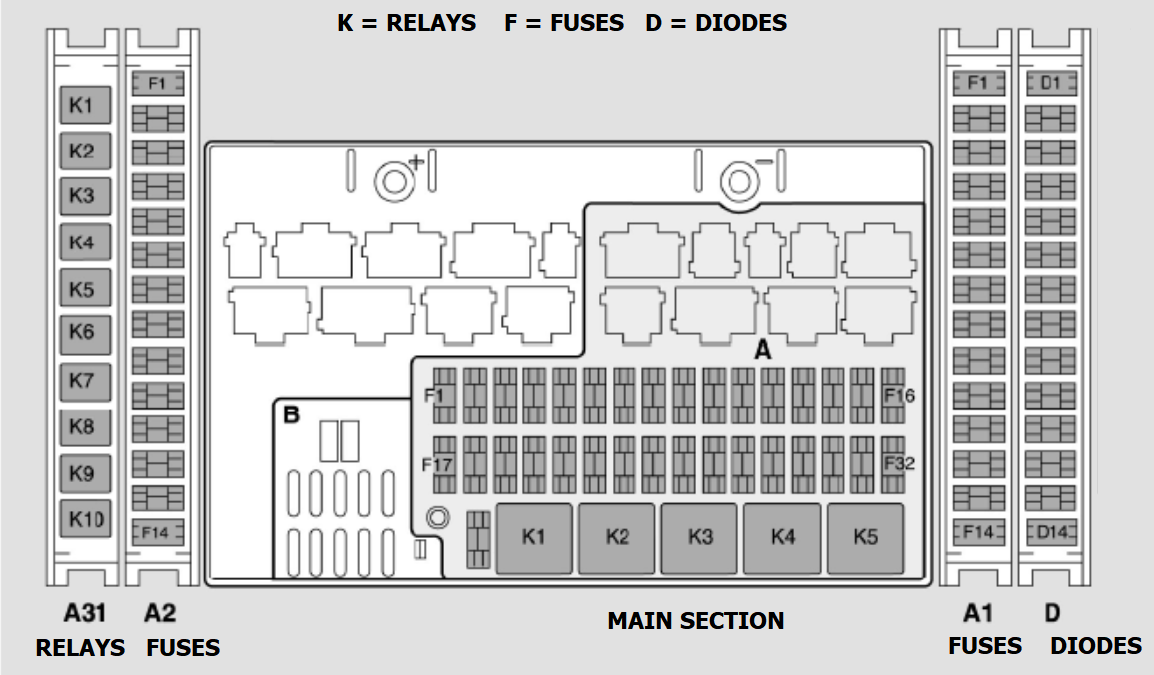 K = RELAYS F = FUSES D = DIODES
F1
F1
D1
K1
K2
K3
K4
K5
K6
K7
K8
K9
K10
+
−
A
F1
F16
B
F17
F32
K1
K2
K3
K4
K5
F14
F14
D14
A31
A2
A1
D
MAIN SECTION
RELAYS
FUSES
FUSES
DIODES